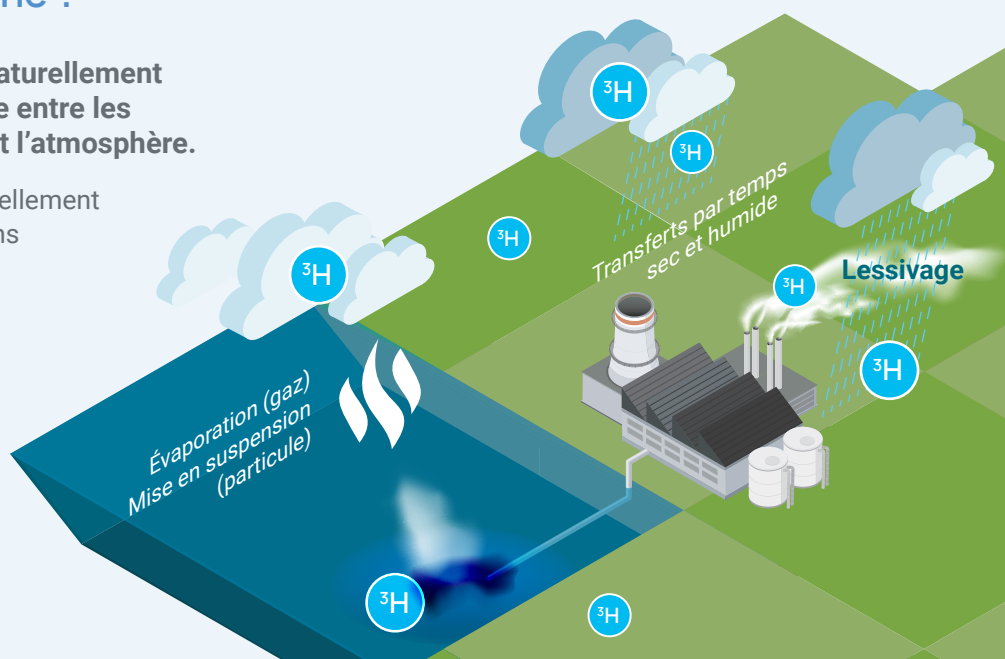 aturellement
e entre les
t l’atmosphère.
ellement
³H
³H
³H
³H
Transferts par temps
sec et humide
³H
Lessivage
³H
Évaporation (gaz)
Mise en suspension
(particule)
³H
³H